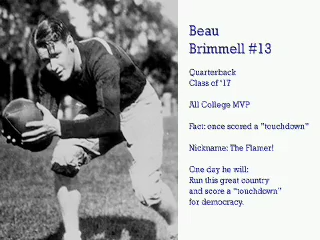 Beau
Brimmell #13
Quarterback
Class of '17
All College MVP
Fact: once scored a "touchdown"
Nickname: The Flamer!
One day he will:
Run this great country
and score a "touchdown"
for democracy.